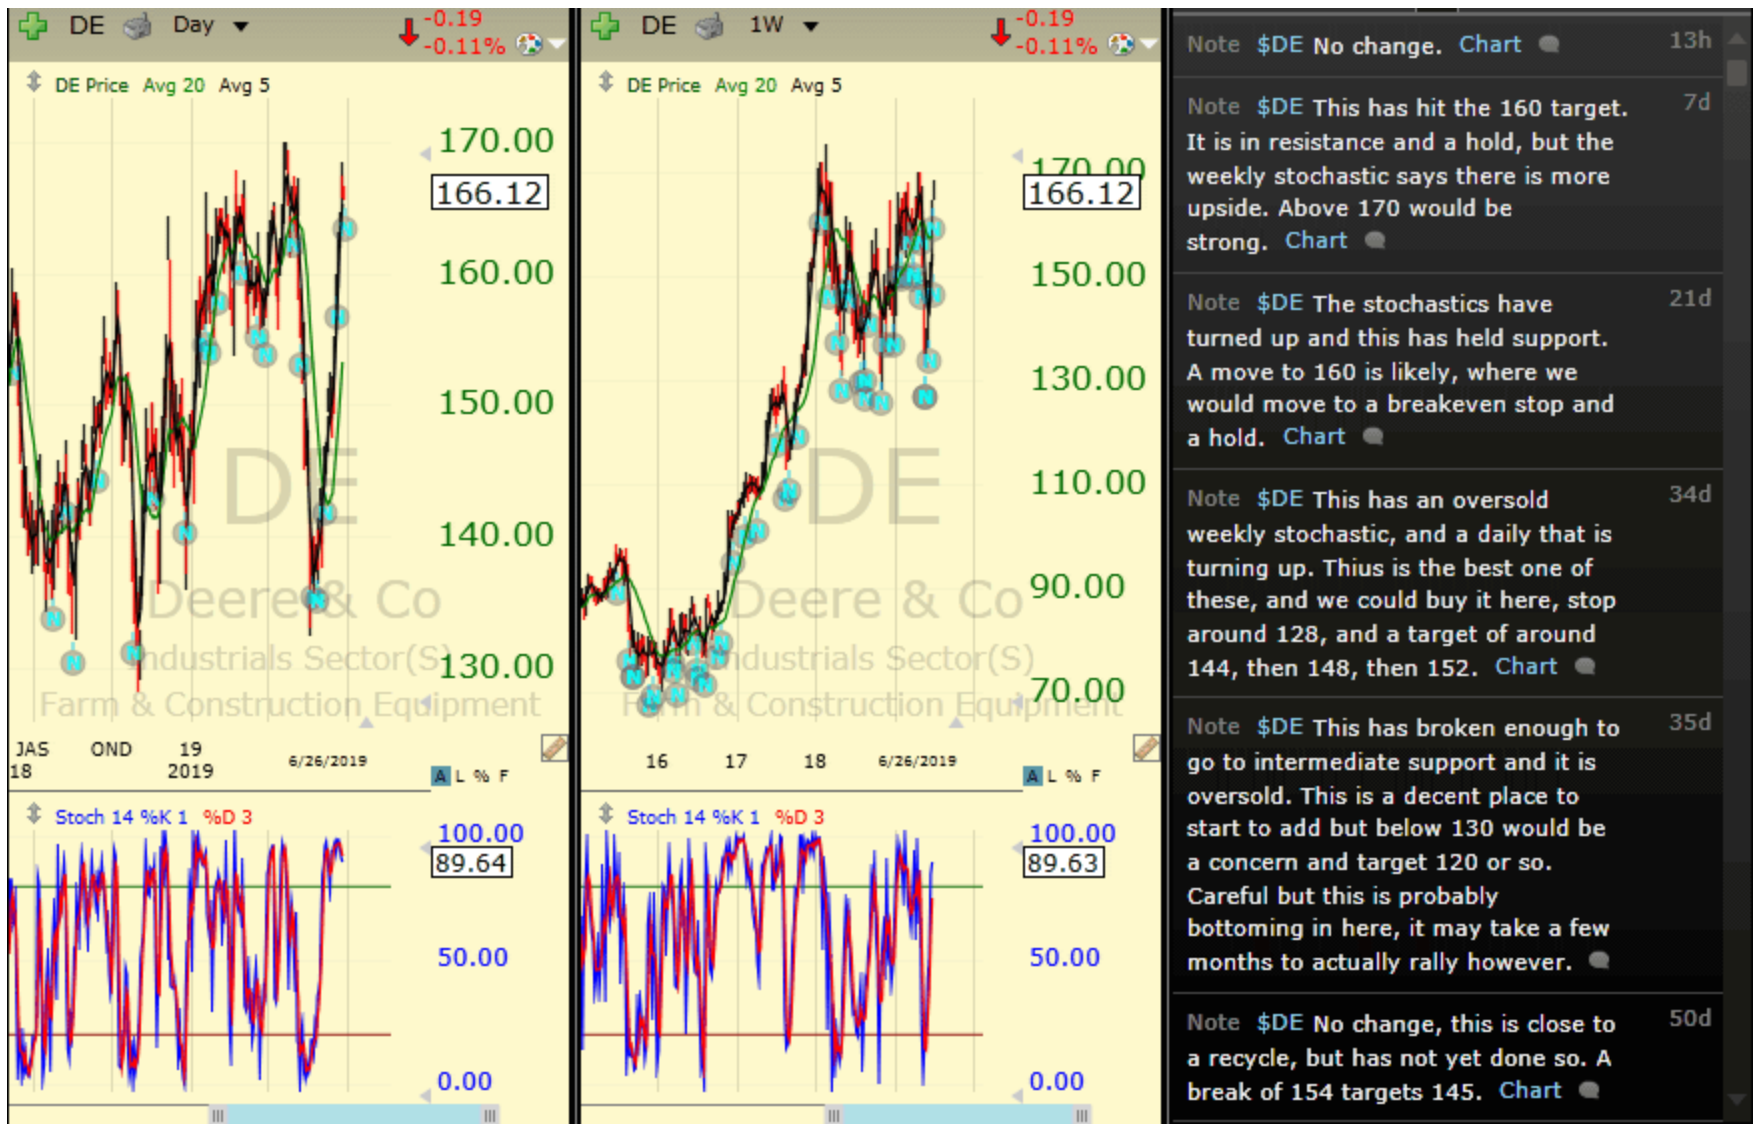 DE Day -0.19
-0.11%
DE Price Avg 20 Avg 5
170.00
166.12
160.00
150.00
140.00
130.00
DE
Deere & Co
Industrials Sector(S)
Farm & Construction Equipment
JAS OND 19 6/26/2019
18 2019
A L % F
Stoch 14 %K 1 %D 3
100.00
89.64
50.00
0.00
DE 1W -0.19
-0.11%
DE Price Avg 20 Avg 5
170.00
166.12
150.00
130.00
110.00
90.00
70.00
DE
Deere & Co
Industrials Sector(S)
Farm & Construction Equipment
16 17 18 6/26/2019
A L % F
Stoch 14 %K 1 %D 3
100.00
89.63
50.00
0.00
Note $DE No change. Chart 13h
Note $DE This has hit the 160 target. 7d
It is in resistance and a hold, but the
weekly stochastic says there is more
upside. Above 170 would be
strong. Chart
Note $DE The stochastics have 21d
turned up and this has held support.
A move to 160 is likely, where we
would move to a breakeven stop and
a hold. Chart
Note $DE This has an oversold 34d
weekly stochastic, and a daily that is
turning up. Thius is the best one of
these, and we could buy it here, stop
around 128, and a target of around
144, then 148, then 152. Chart
Note $DE This has broken enough to 35d
go to intermediate support and it is
oversold. This is a decent place to
start to add but below 130 would be
a concern and target 120 or so.
Careful but this is probably
bottoming in here, it may take a few
months to actually rally however.
Note $DE No change, this is close to 50d
a recycle, but has not yet done so. A
break of 154 targets 145. Chart